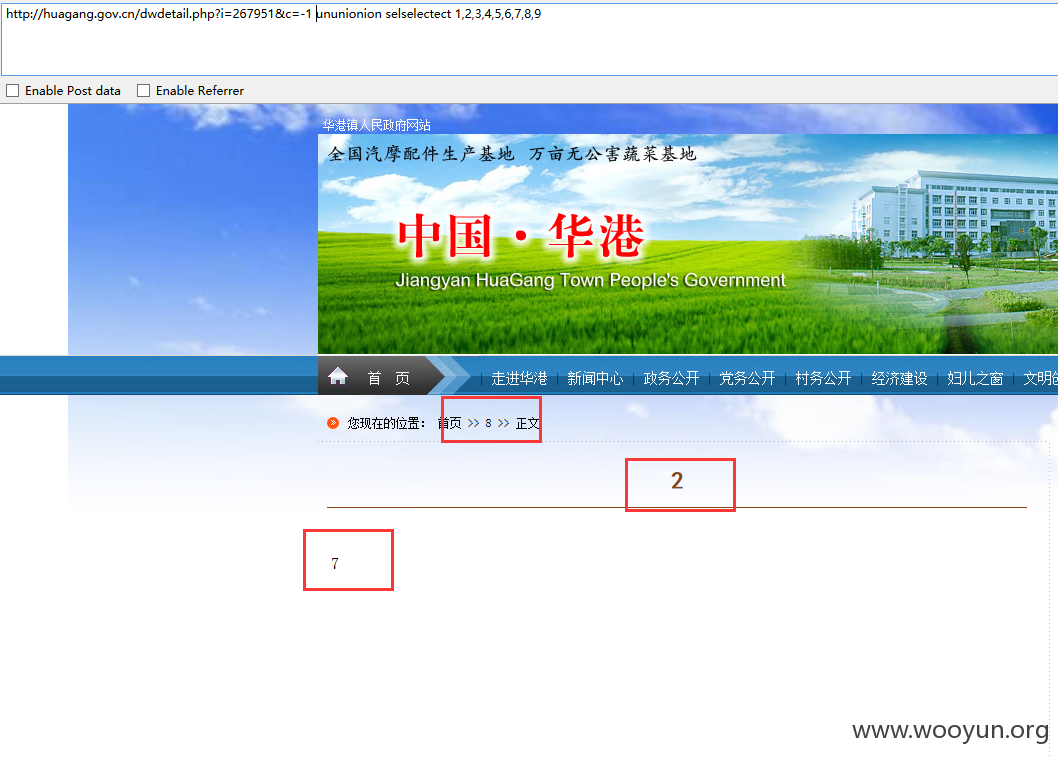 http://huagang.gov.cn/dwdetail.php?i=267951&c=-1 ununionion selselectect 1,2,3,4,5,6,7,8,9
Enable Post data Enable Referrer
华港镇人民政府网站
全国汽摩配件生产基地 万亩无公害蔬菜基地
中国·华港
Jiangyan HuaGang Town People's Government
首 页 走进华港 新闻中心 政务公开 党务公开 村务公开 经济建设 妇儿之窗 文明创
您现在的位置： 首页 >> 8 >> 正文
2
7
www.wooyun.org